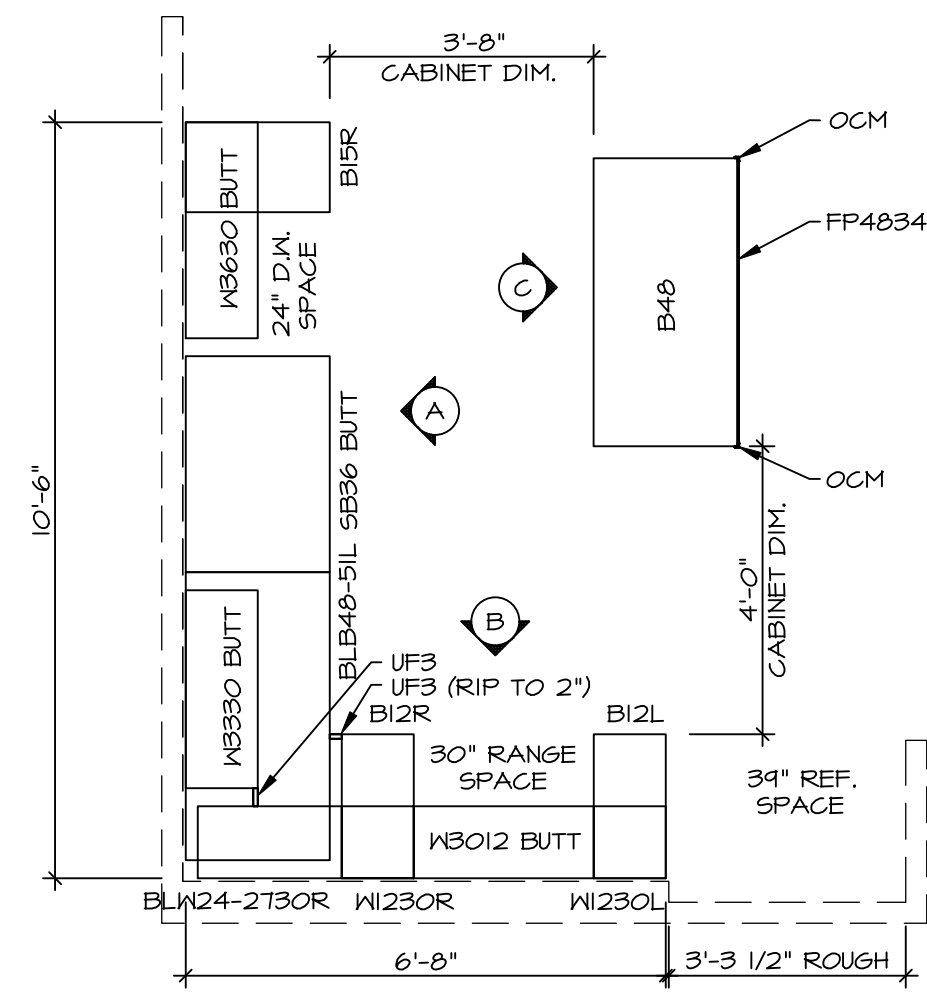 3'-8"
CABINET DIM.
OCM
B15R
W3630 BUTT
24" D.W.
SPACE
FP4834
C
B48
A
OCM
10'-6"
BLB48-51L SB36 BUTT
4'-0"
CABINET DIM.
B
W3330 BUTT
UF3
UF3 (RIP TO 2")
B12R
B12L
30" RANGE
SPACE
39" REF.
SPACE
W3012 BUTT
BLW24-2730R
W1230R
W1230L
6'-8"
3'-3 1/2" ROUGH